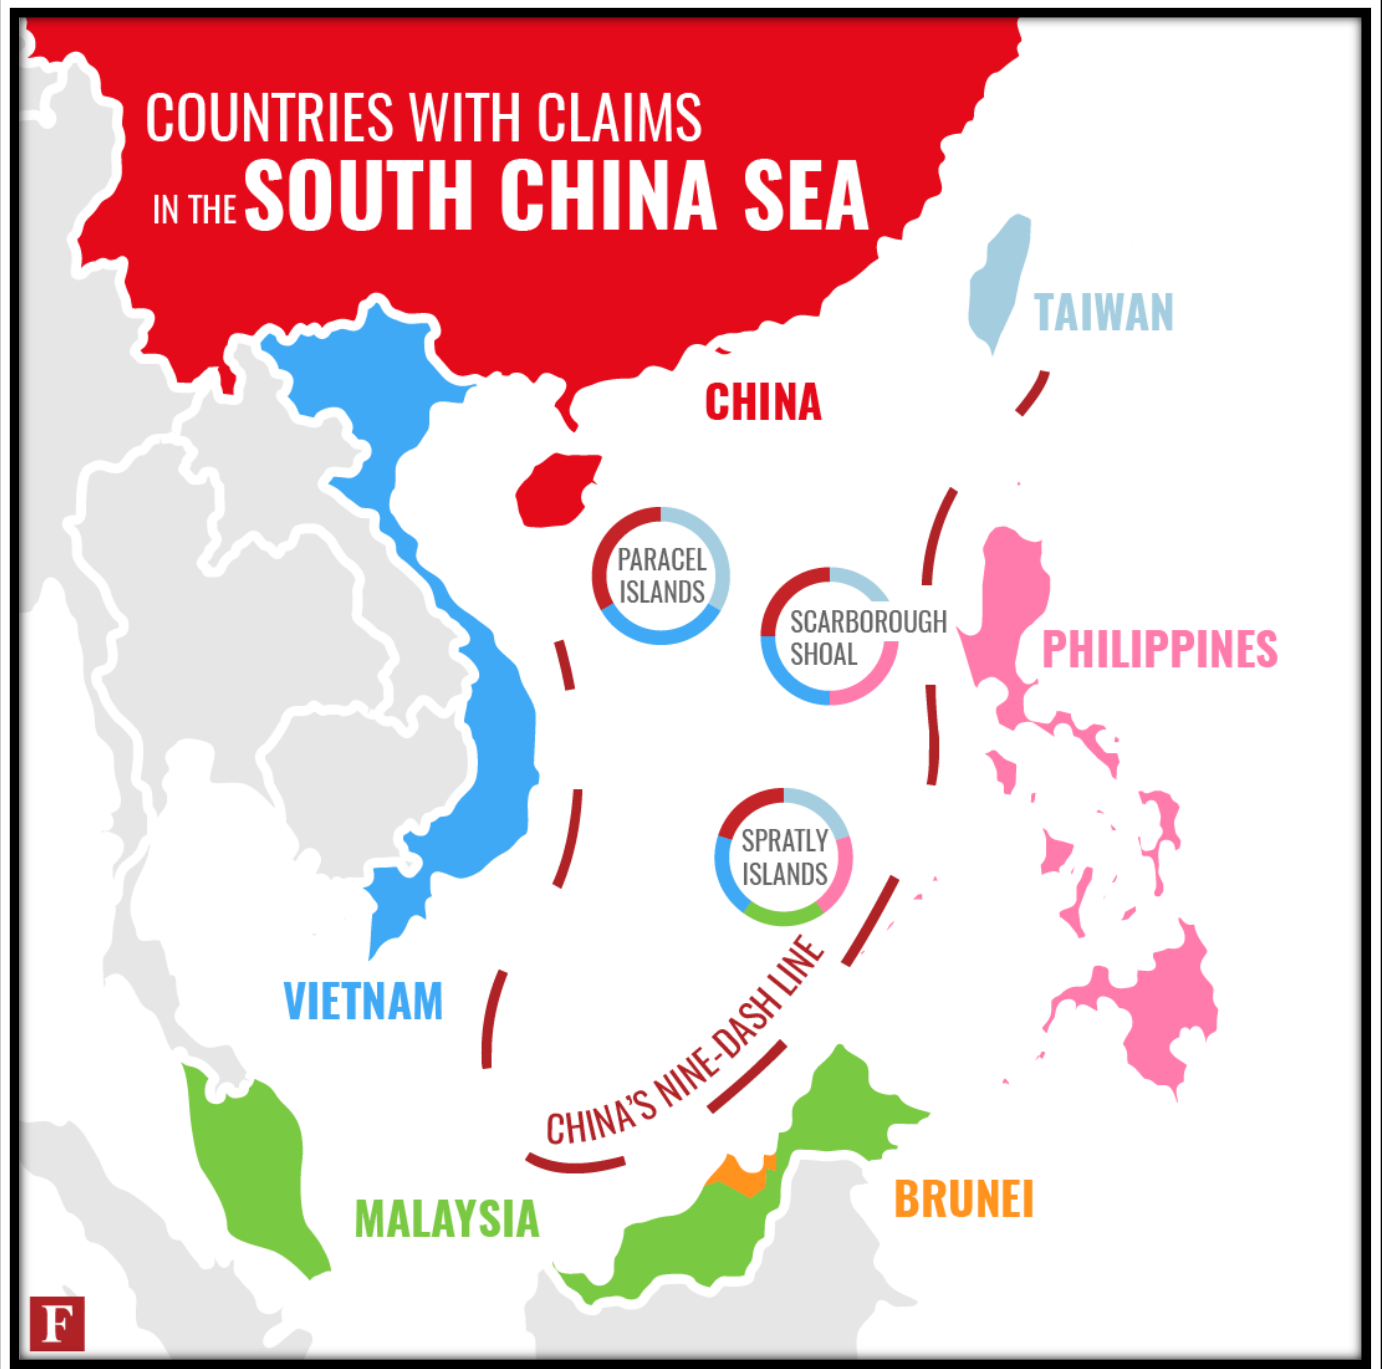 COUNTRIES WITH CLAIMS
IN THE SOUTH CHINA SEA
TAIWAN
CHINA
PARACEL
ISLANDS
SCARBOROUGH
SHOAL
PHILIPPINES
SPRATLY
ISLANDS
VIETNAM
CHINA'S NINE-DASH LINE
MALAYSIA
BRUNEI
F